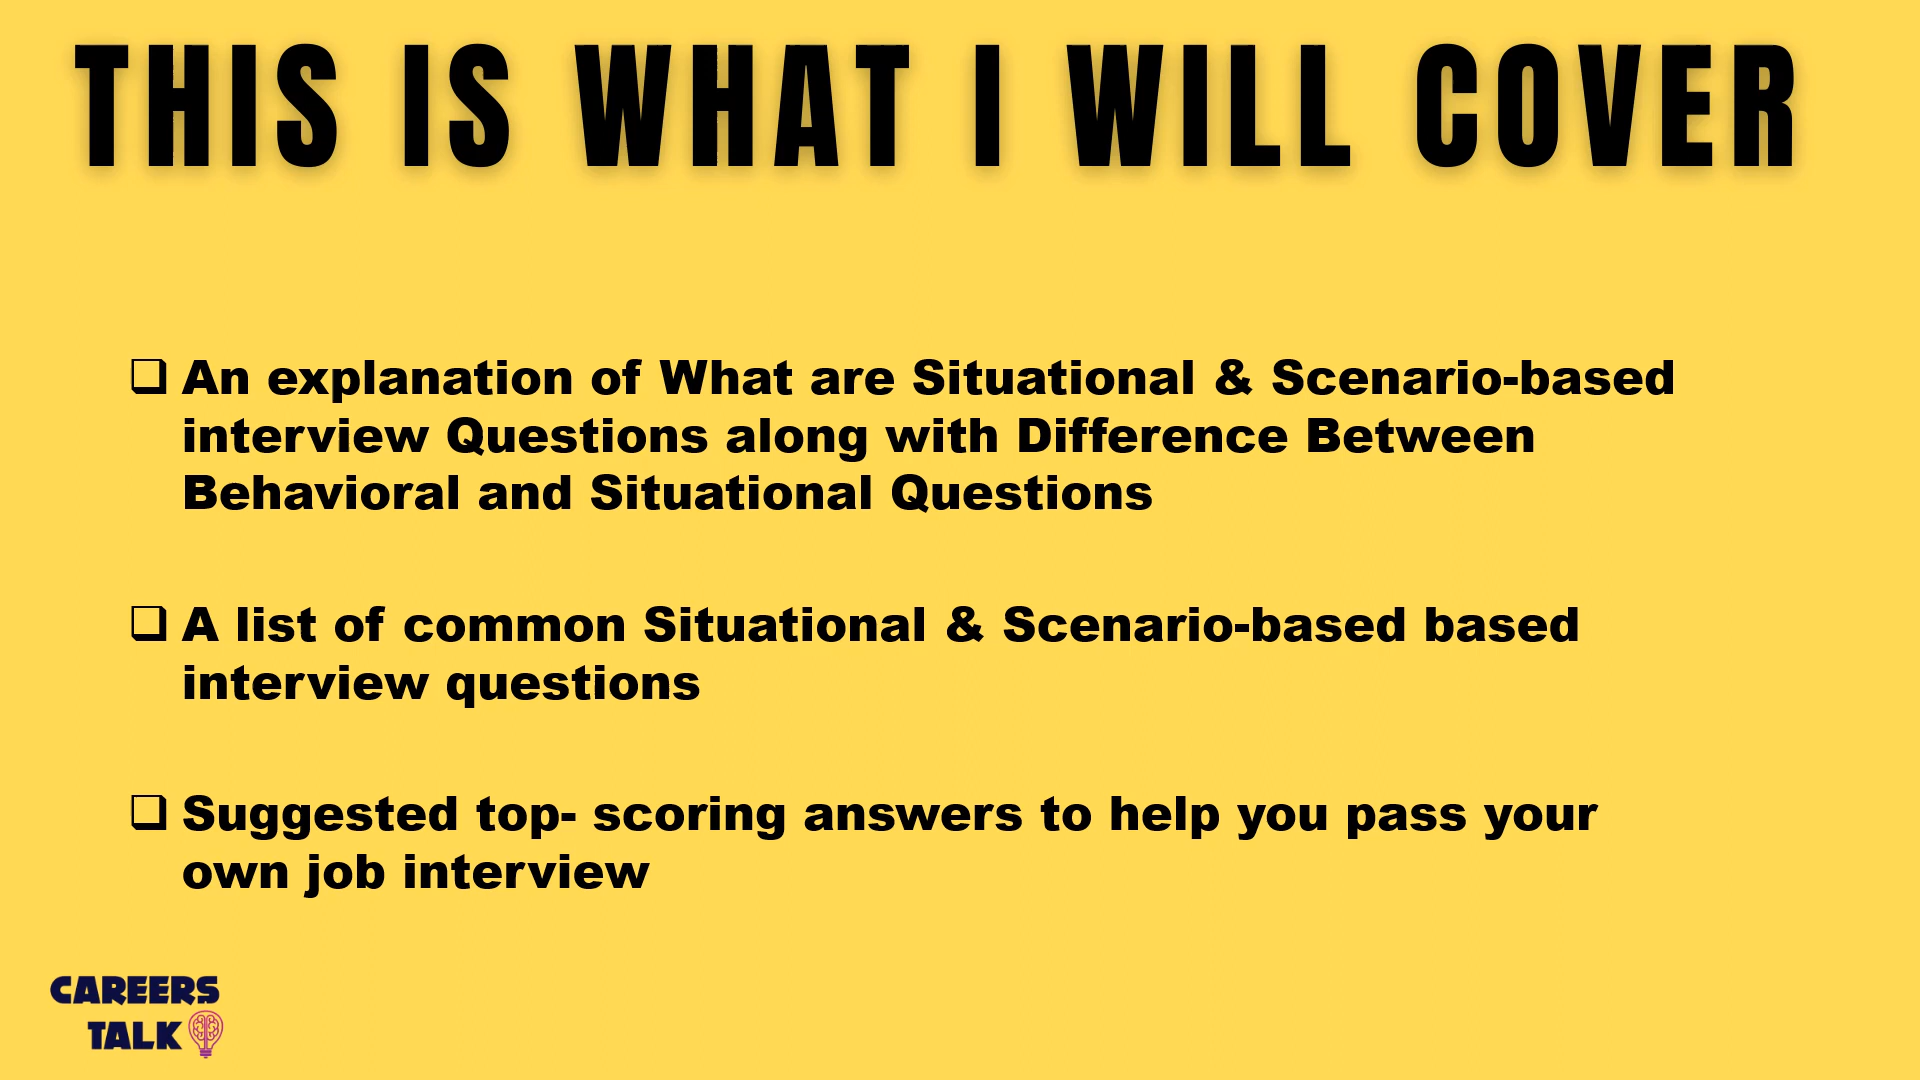 THIS IS WHAT I WILL COVER
❑ An explanation of What are Situational & Scenario-based
interview Questions along with Difference Between
Behavioral and Situational Questions
❑ A list of common Situational & Scenario-based based
interview questions
❑ Suggested top- scoring answers to help you pass your
own job interview
CAREERS
TALK